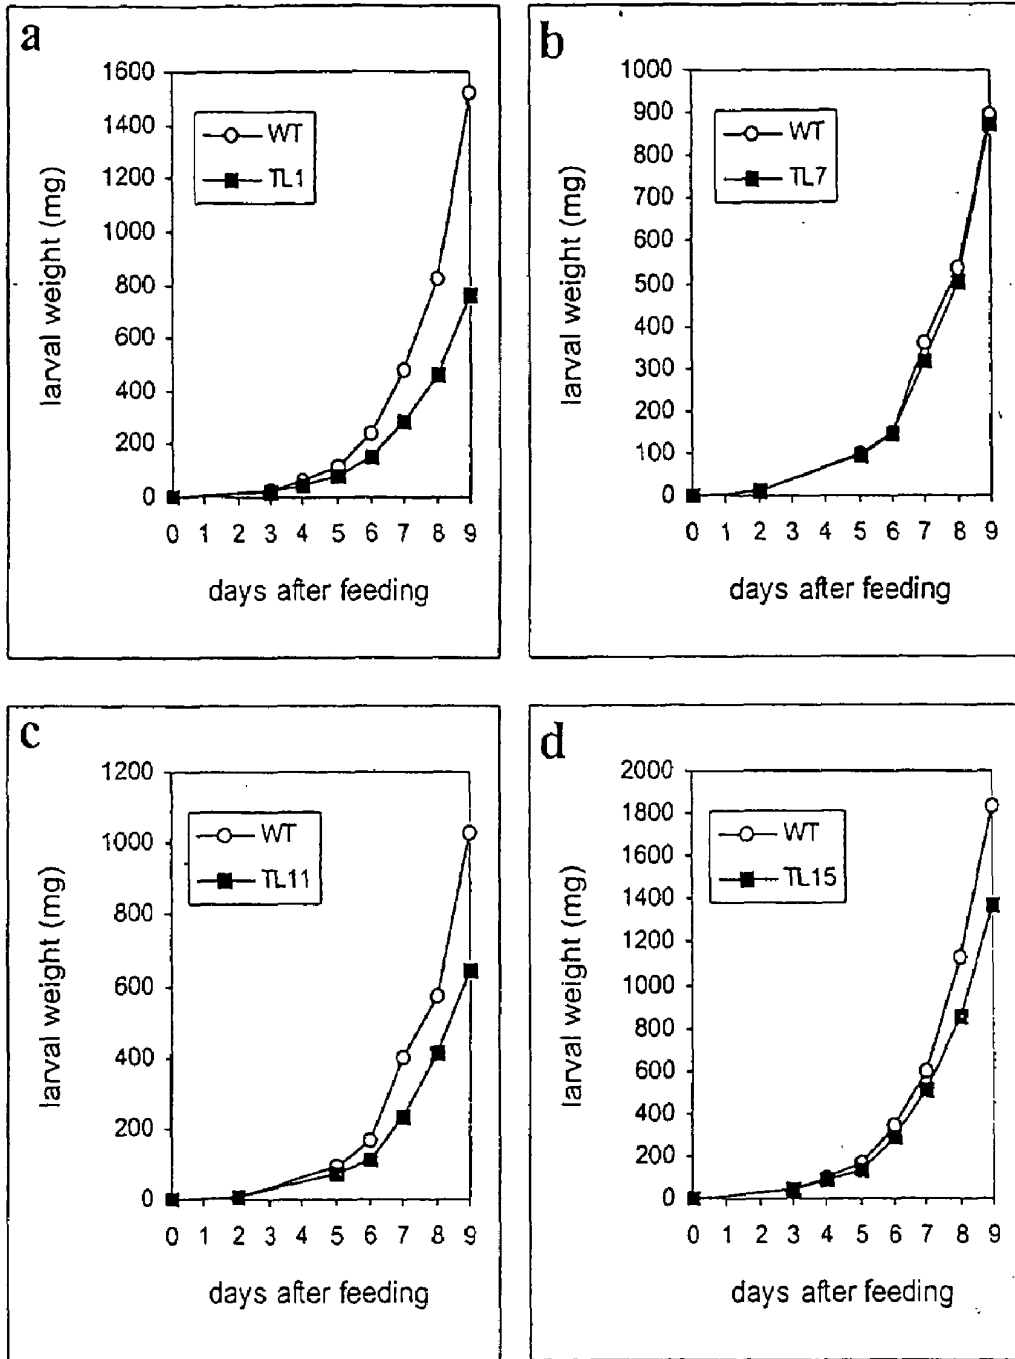 a
1600
1400
1200
1000
800
600
400
200
0
larval weight (mg)
WT
TL1
0 1 2 3 4 5 6 7 8 9
days after feeding
b
1000
900
800
700
600
500
400
300
200
100
0
larval weight (mg)
WT
TL7
0 1 2 3 4 5 6 7 8 9
days after feeding
c
1200
1000
800
600
400
200
0
larval weight (mg)
WT
TL11
0 1 2 3 4 5 6 7 8 9
days after feeding
d
2000
1800
1600
1400
1200
1000
800
600
400
200
0
larval weight (mg)
WT
TL15
0 1 2 3 4 5 6 7 8 9
days after feeding